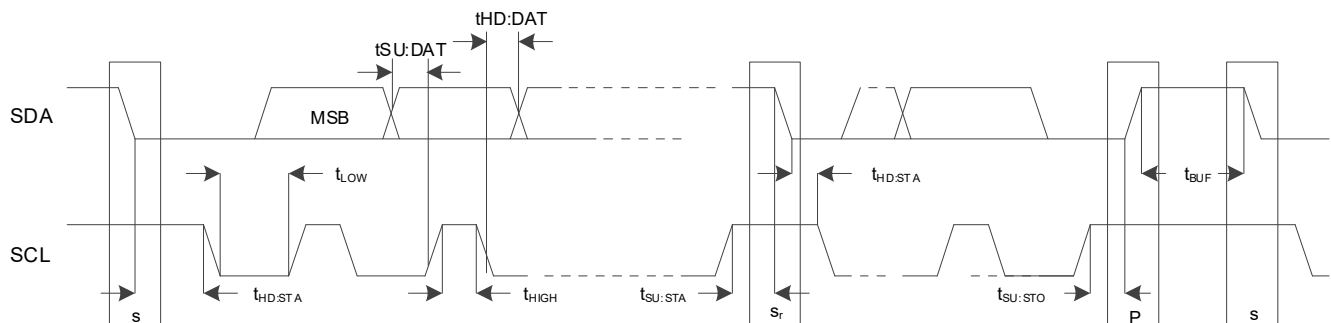 tHD:DAT
tSU:DAT
SDA
MSB
tLOW
tHD:STA
tBUF
SCL
tHD:STA
tHIGH
tSU:STA
tSU:STO
s
sr
P
s